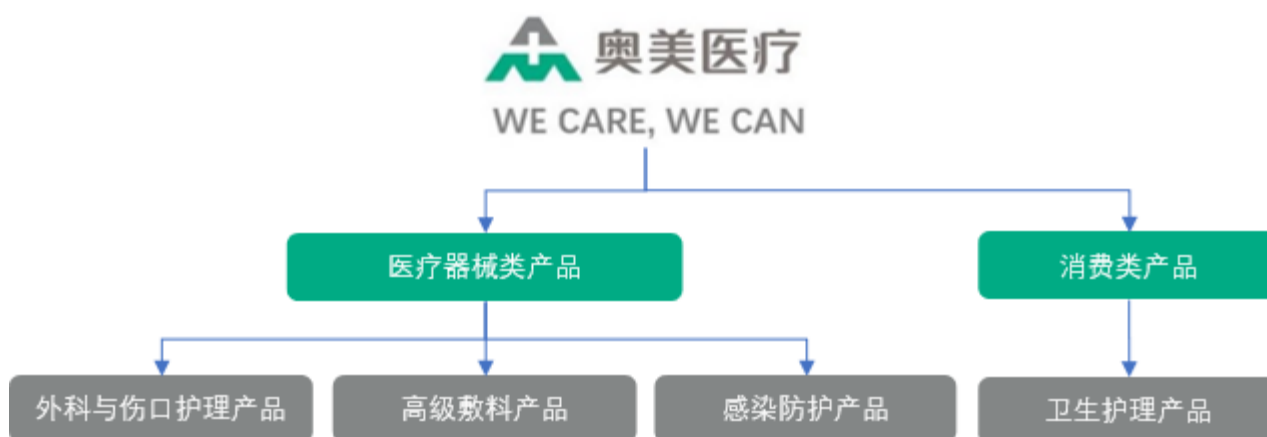 奥美医疗
WE CARE, WE CAN
医疗器械类产品
消费类产品
外科与伤口护理产品
高级敷料产品
感染防护产品
卫生护理产品